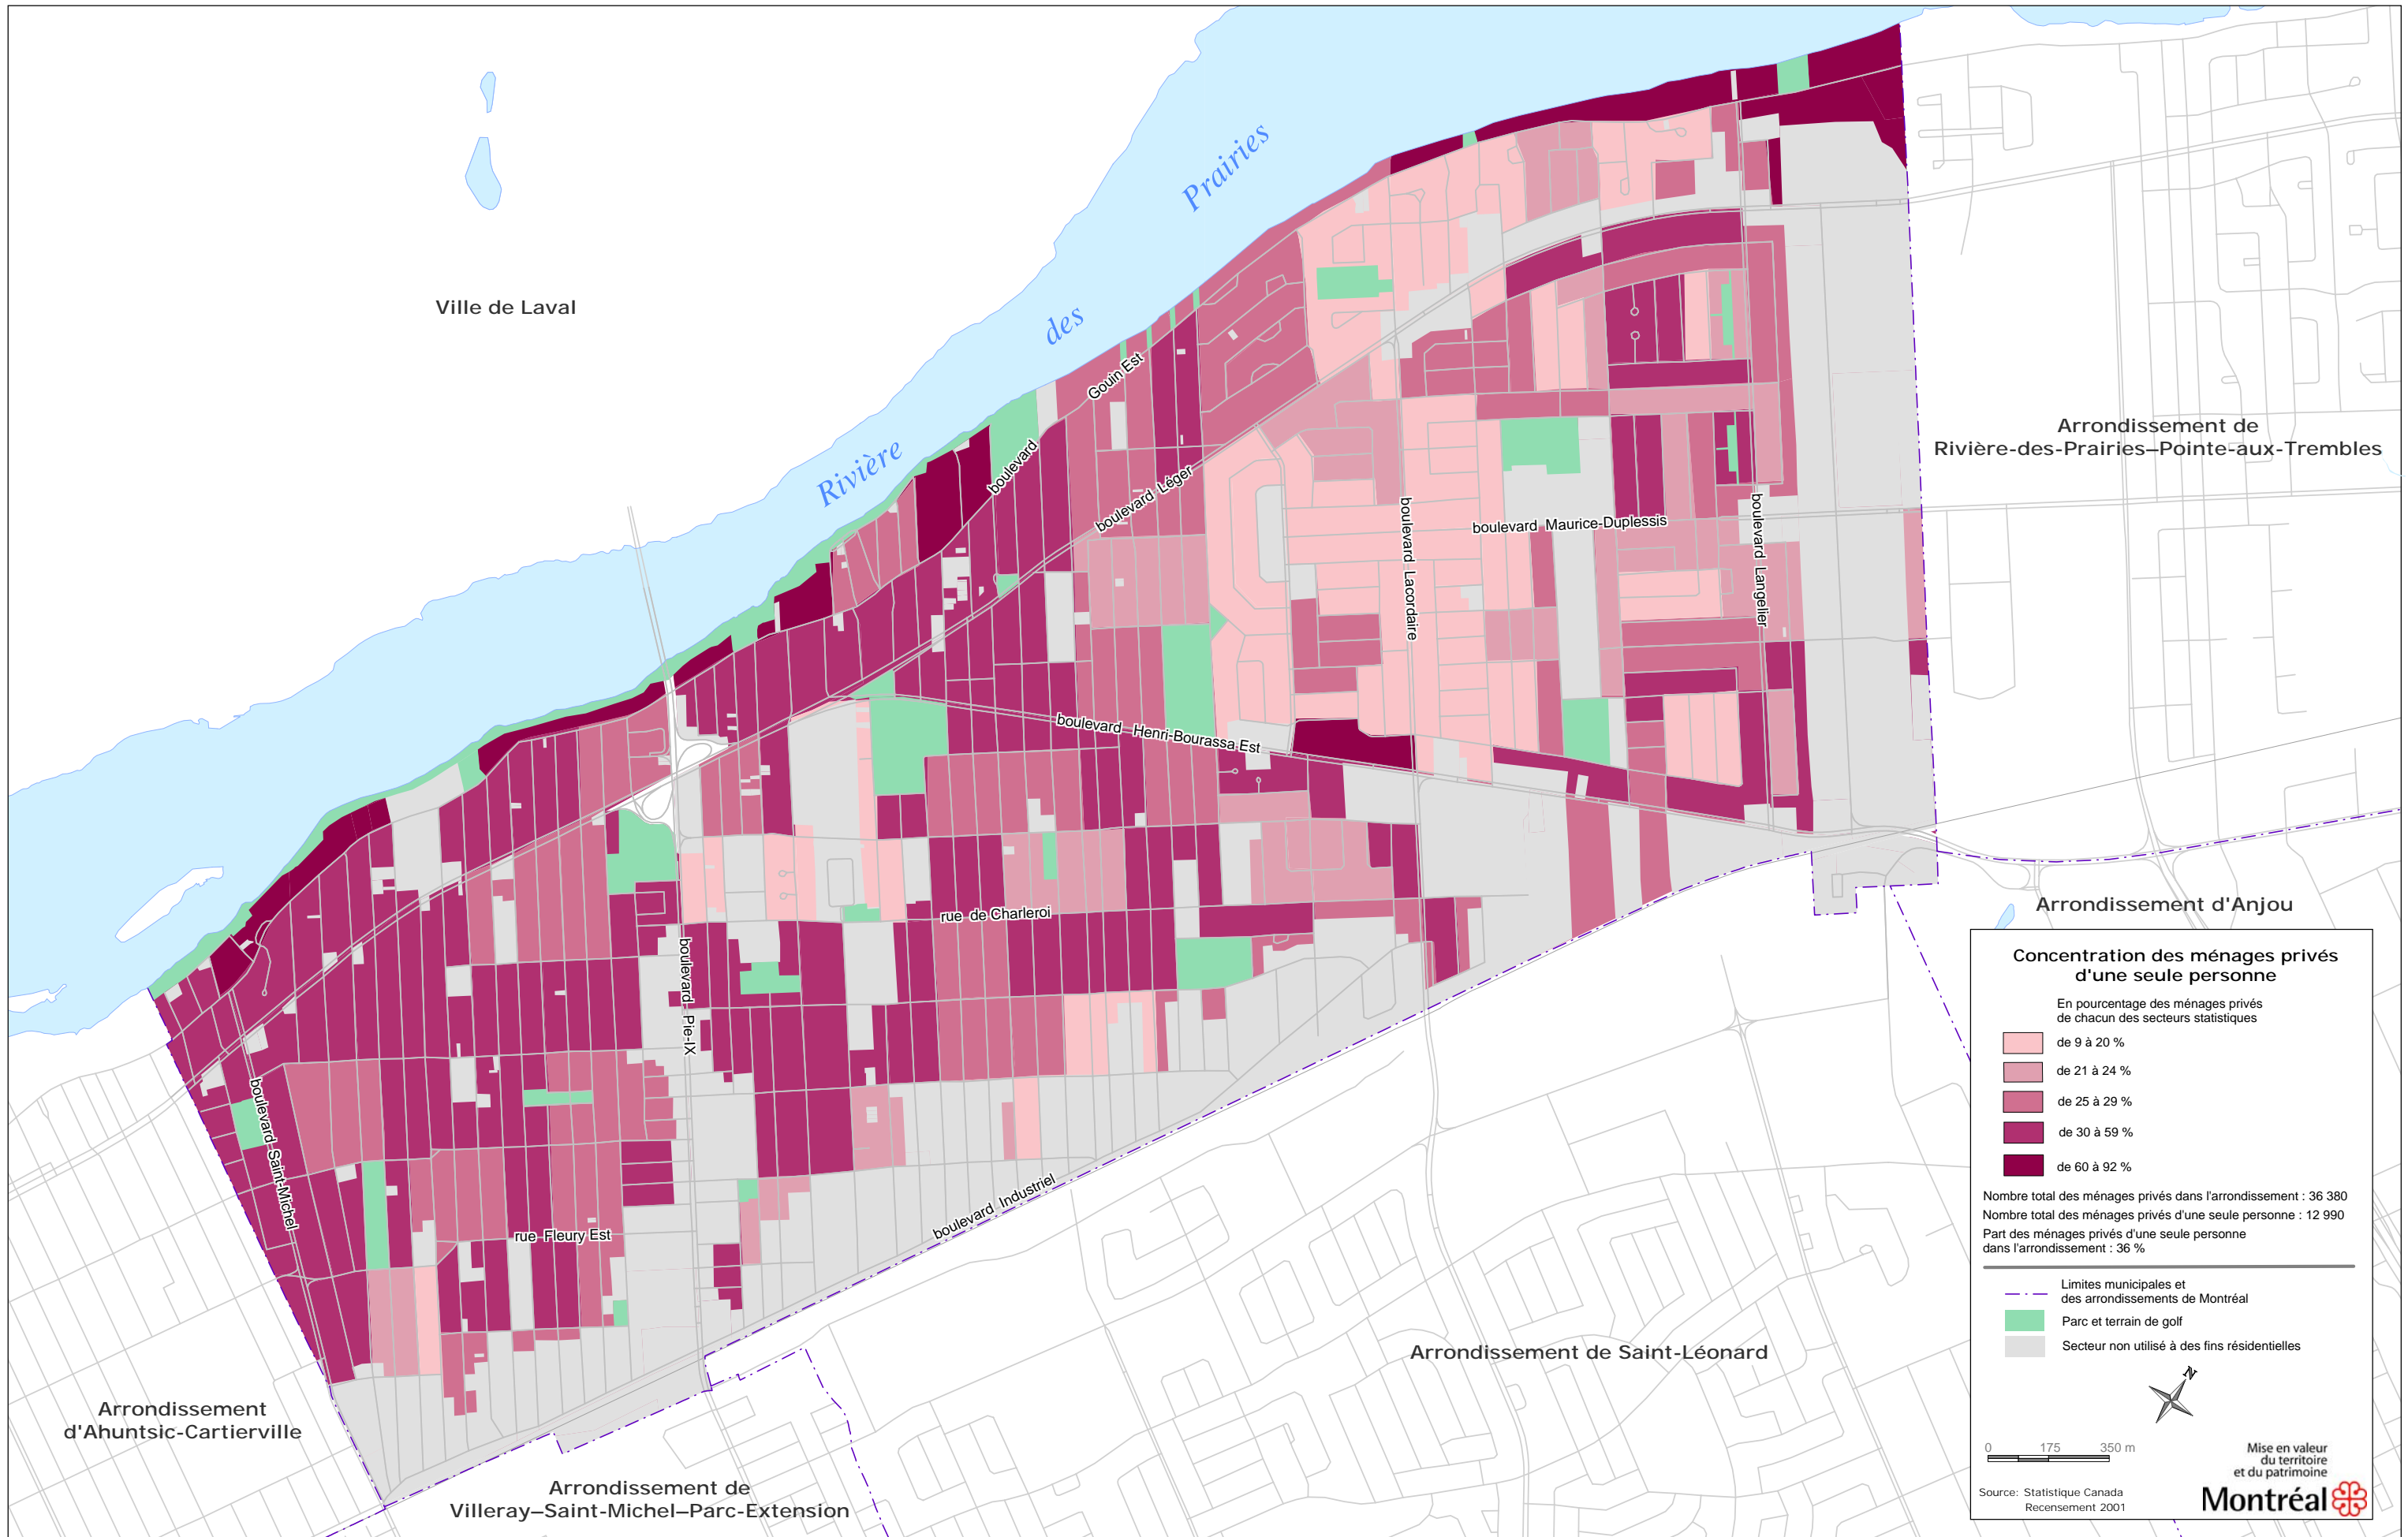 Ville de Laval
Rivière
des
Prairies
Arrondissement de
Rivière-des-Prairies–Pointe-aux-Trembles
boulevard
Gouin Est
boulevard Léger
boulevard Lacordaire
boulevard Maurice-Duplessis
boulevard Langelier
boulevard Henri-Bourassa Est
rue de Charleroi
boulevard Pie-IX
boulevard Saint-Michel
rue Fleury Est
boulevard Industriel
Arrondissement d'Anjou
Arrondissement de Saint-Léonard
Arrondissement
d'Ahuntsic-Cartierville
Arrondissement de
Villeray–Saint-Michel–Parc-Extension
Concentration des ménages privés
d'une seule personne
En pourcentage des ménages privés
de chacun des secteurs statistiques
de 9 à 20 %
de 21 à 24 %
de 25 à 29 %
de 30 à 59 %
de 60 à 92 %
Nombre total des ménages privés dans l'arrondissement : 36 380
Nombre total des ménages privés d'une seule personne : 12 990
Part des ménages privés d'une seule personne
dans l'arrondissement : 36 %
Limites municipales et
des arrondissements de Montréal
Parc et terrain de golf
Secteur non utilisé à des fins résidentielles
N
0 175 350 m
Mise en valeur
du territoire
et du patrimoine
Source: Statistique Canada
Recensement 2001
Montréal